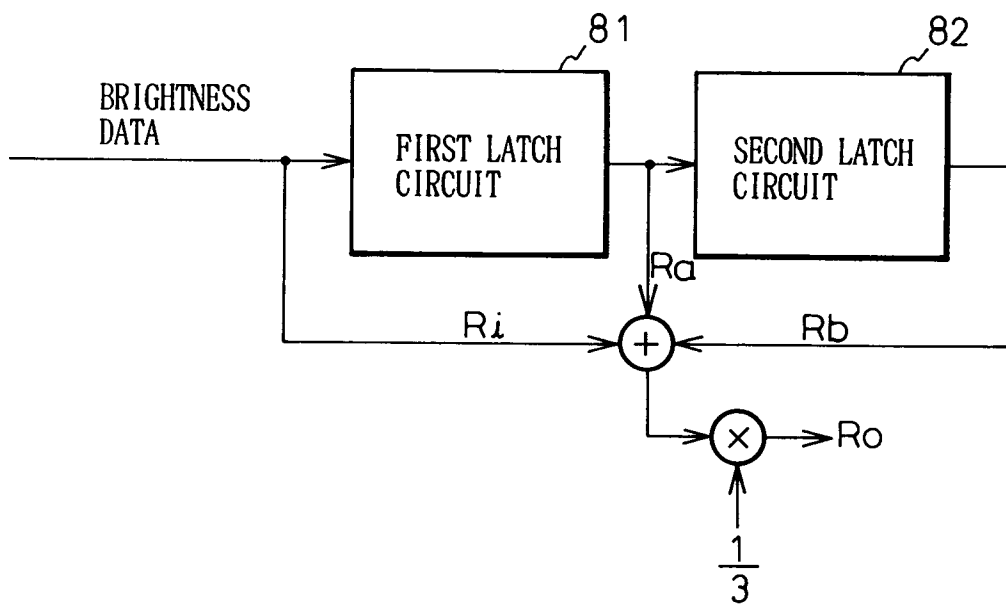 81
82
BRIGHTNESS
DATA
FIRST LATCH
CIRCUIT
SECOND LATCH
CIRCUIT
Ra
Ri
+
Rb
×
Ro
1
3